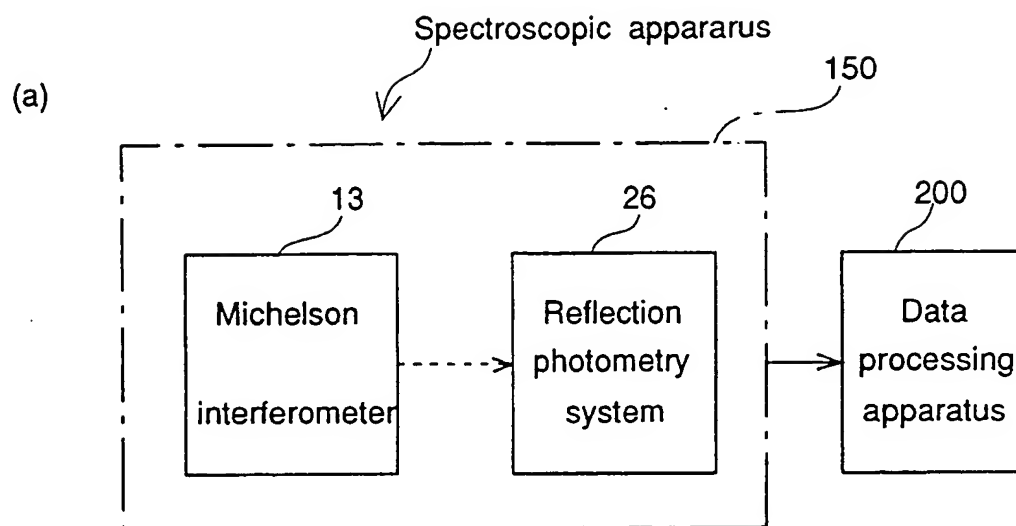 Spectroscopic appararus
(a)
150
13
26
200
Michelson
interferometer
Reflection
photometry
system
Data
processing
apparatus